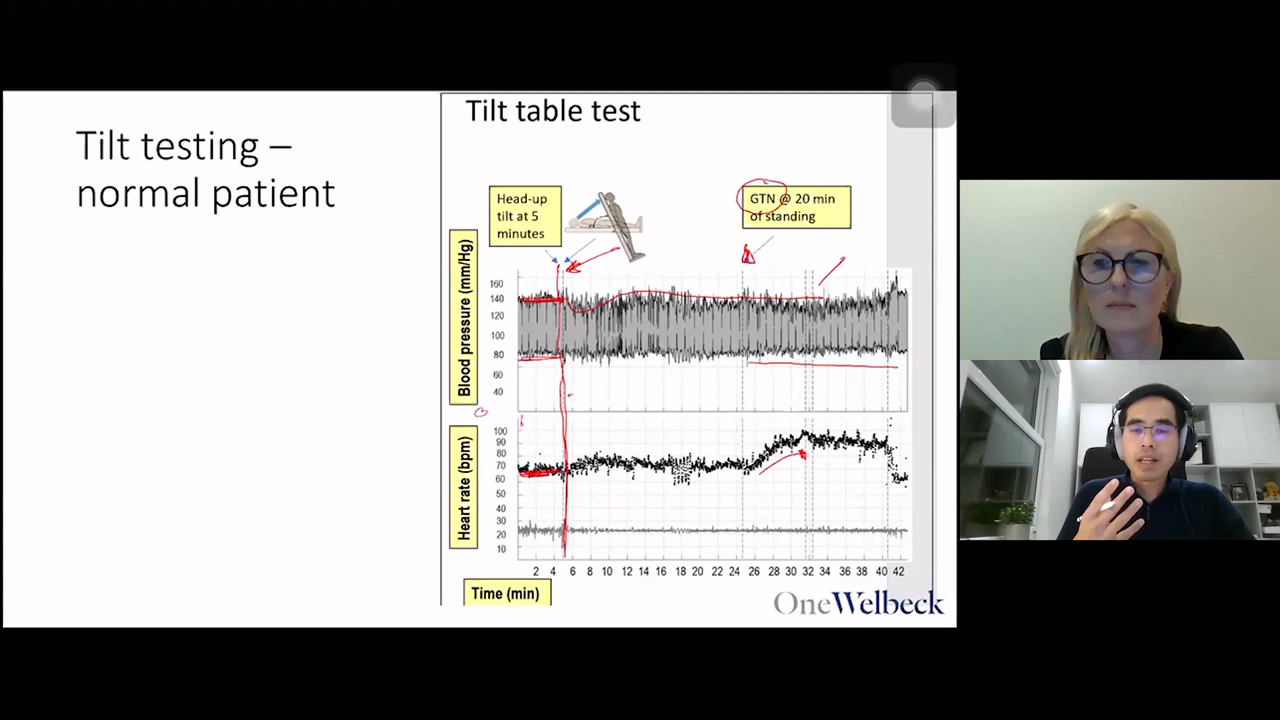 Tilt testing –
normal patient
Tilt table test
Head-up
tilt at 5
minutes
GTN @ 20 min
of standing
Blood pressure (mm/Hg)
160
140
120
100
80
60
40
Heart rate (bpm)
100
90
80
70
60
50
40
30
20
10
2 4 6 8 10 12 14 16 18 20 22 24 26 28 30 32 34 36 38 40 42
Time (min)
OneWelbeck